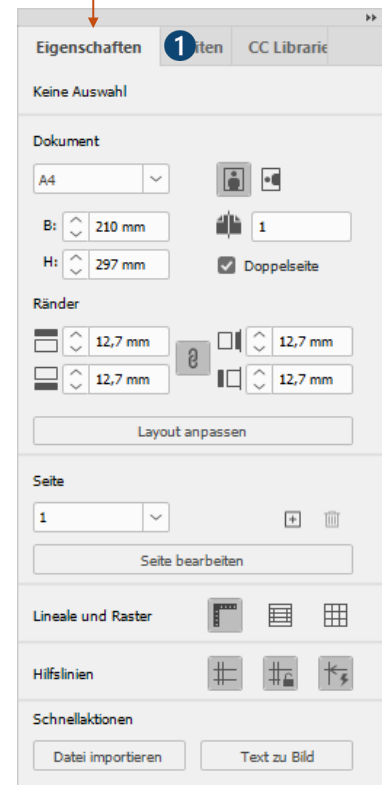 Eigenschaften 1 iten CC Librarie
Keine Auswahl
Dokument
A4
B: 210 mm 1
H: 297 mm Doppelseite
Ränder
12,7 mm 12,7 mm
12,7 mm 12,7 mm
Layout anpassen
Seite
1
Seite bearbeiten
Lineale und Raster
Hilfslinien
Schnellaktionen
Datei importieren Text zu Bild